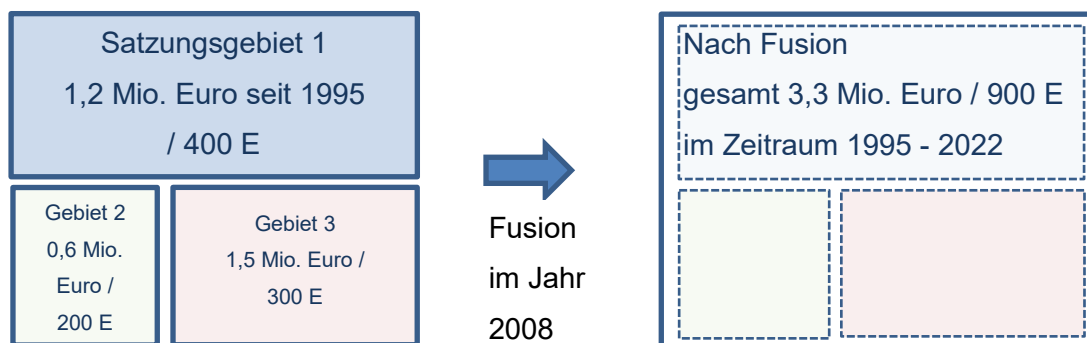 Satzungsgebiet 1
1,2 Mio. Euro seit 1995
/ 400 E
Gebiet 2
0,6 Mio.
Euro /
200 E
Gebiet 3
1,5 Mio. Euro /
300 E
Fusion
im Jahr
2008
Nach Fusion
gesamt 3,3 Mio. Euro / 900 E
im Zeitraum 1995 - 2022